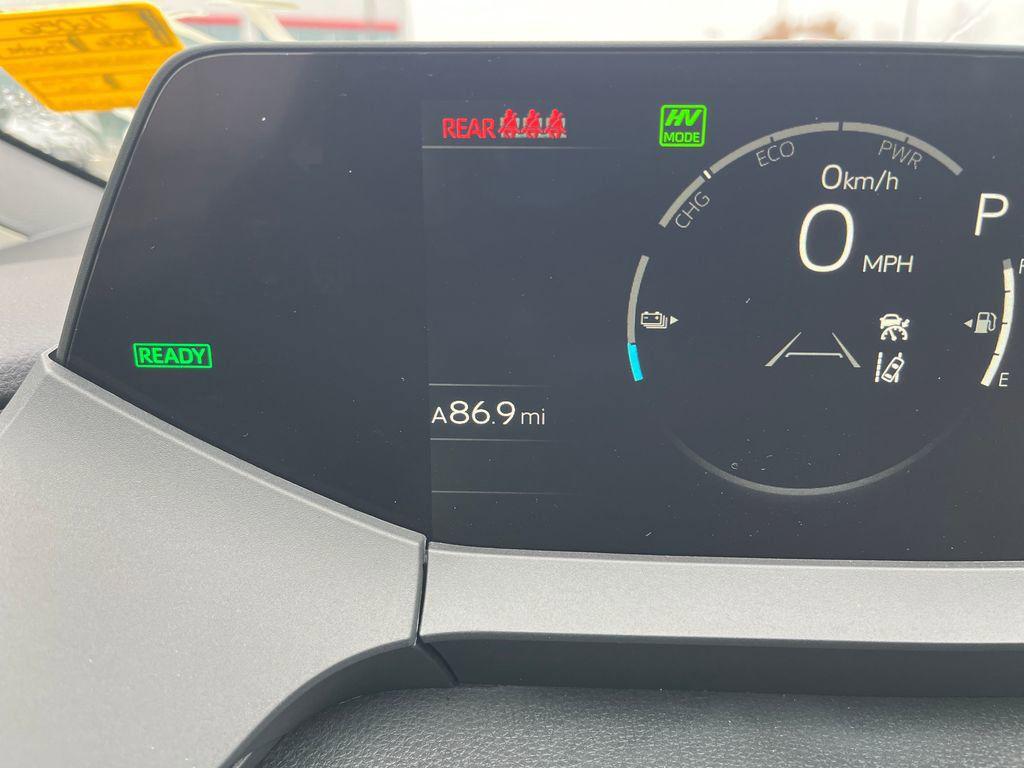 REAR
HV
MODE
CHG
ECO
PWR
0km/h
0 MPH
P
F
E
READY
A86.9 mi